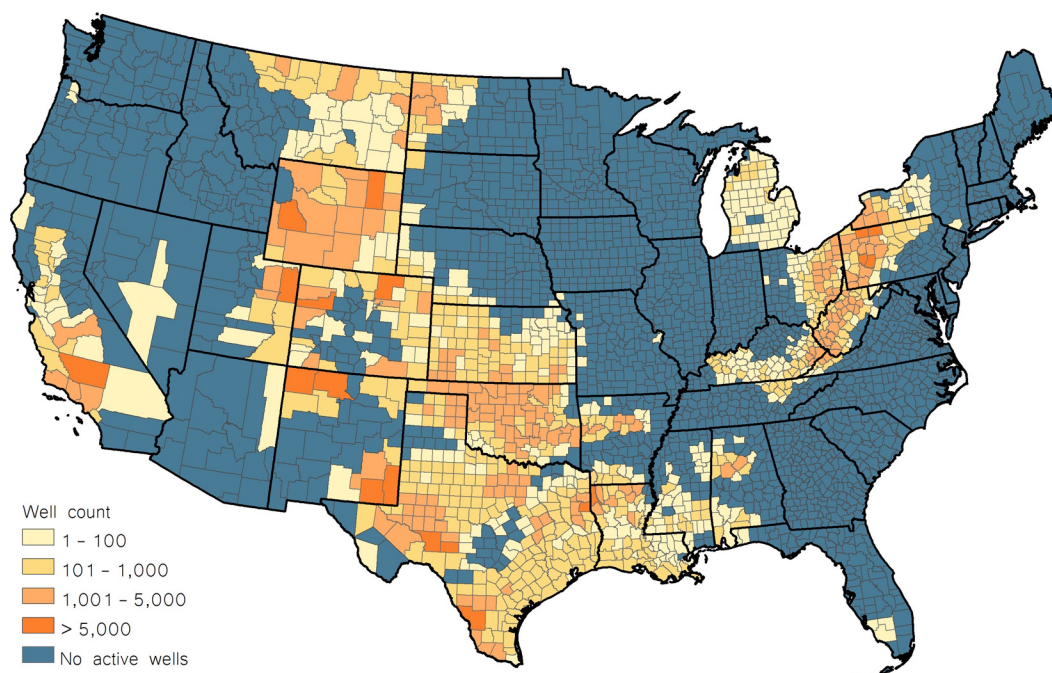 Well count
1 - 100
101 - 1,000
1,001 - 5,000
> 5,000
No active wells